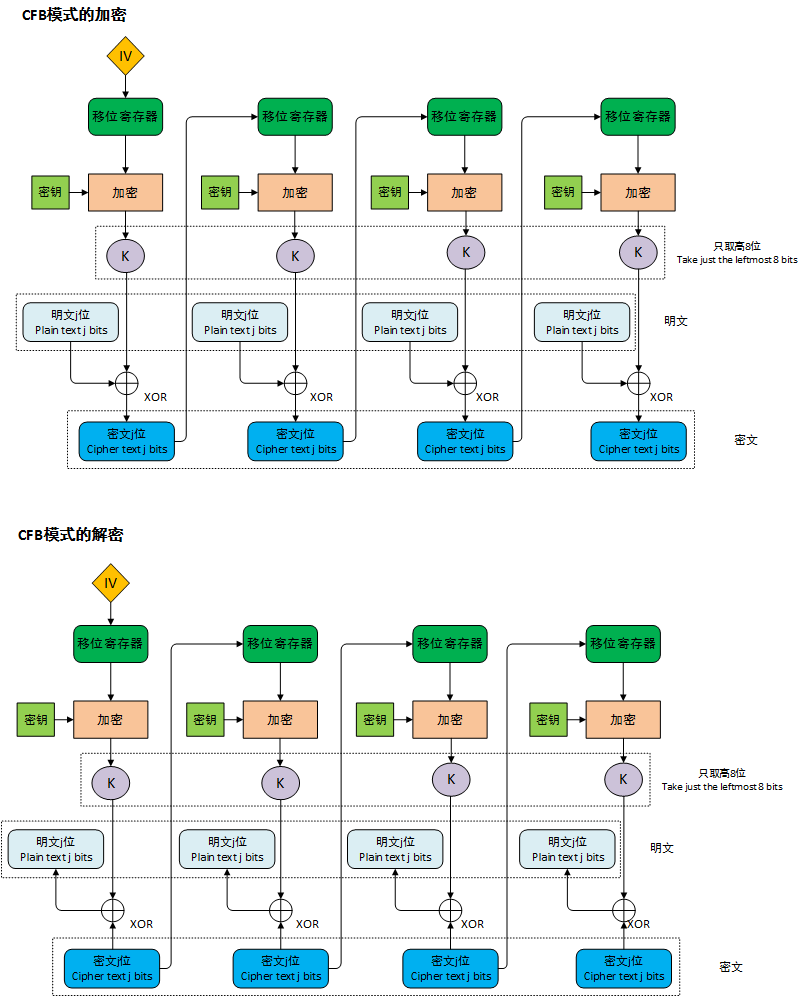 CFB模式的加密
IV
移位寄存器 移位寄存器 移位寄存器 移位寄存器
密钥 加密 密钥 加密 密钥 加密 密钥 加密
K K K K
只取高8位
Take just the leftmost 8 bits
明文j位 明文j位 明文j位 明文j位
Plain text j bits Plain text j bits Plain text j bits Plain text j bits
明文
XOR XOR XOR XOR
密文j位 密文j位 密文j位 密文j位
Cipher text j bits Cipher text j bits Cipher text j bits Cipher text j bits
密文
CFB模式的解密
IV
移位寄存器 移位寄存器 移位寄存器 移位寄存器
密钥 加密 密钥 加密 密钥 加密 密钥 加密
K K K K
只取高8位
Take just the leftmost 8 bits
明文j位 明文j位 明文j位 明文j位
Plain text j bits Plain text j bits Plain text j bits Plain text j bits
明文
XOR XOR XOR XOR
密文j位 密文j位 密文j位 密文j位
Cipher text j bits Cipher text j bits Cipher text j bits Cipher text j bits
密文